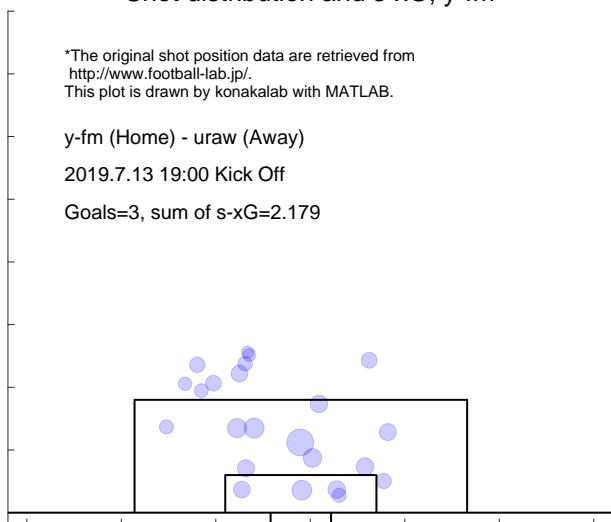 *The original shot position data are retrieved from
http://www.football-lab.jp/.
This plot is drawn by konakalab with MATLAB.
y-fm (Home) - uraw (Away)
2019.7.13 19:00 Kick Off
Goals=3, sum of s-xG=2.179